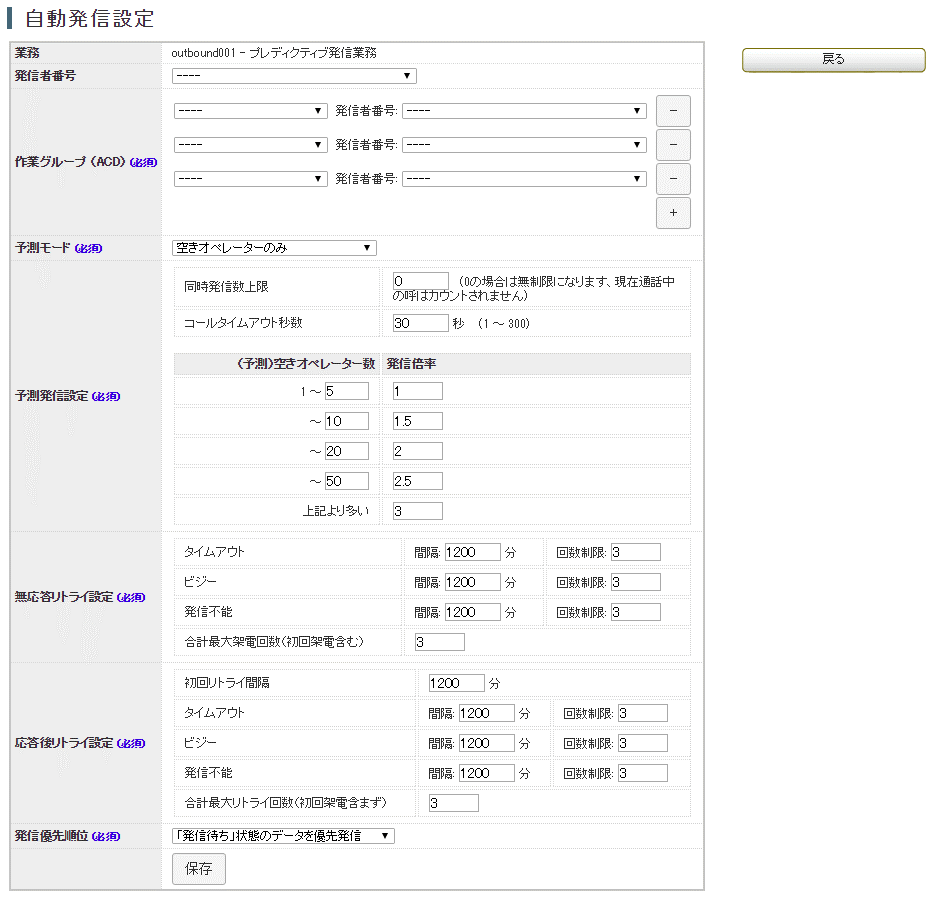 自動発信設定
業務 outbound001 - プレディクティブ発信業務
戻る
発信者番号 ----
作業グループ(ACD) (必須)
---- 発信者番号: ---- -
---- 発信者番号: ---- -
---- 発信者番号: ---- -
+
予測モード (必須) 空きオペレーターのみ
予測発信設定 (必須)
同時発信数上限 0 (0の場合は無制限になります、現在通話中
の呼はカウントされません)
コールタイムアウト秒数 30 秒 (1 ～ 300)
(予測)空きオペレーター数 発信倍率
1 ～ 5 1
～ 10 1.5
～ 20 2
～ 50 2.5
上記より多い 3
無応答リトライ設定 (必須)
タイムアウト 間隔: 1200 分 回数制限: 3
ビジー 間隔: 1200 分 回数制限: 3
発信不能 間隔: 1200 分 回数制限: 3
合計最大架電回数(初回架電含む) 3
応答後リトライ設定 (必須)
初回リトライ間隔 1200 分
タイムアウト 間隔: 1200 分 回数制限: 3
ビジー 間隔: 1200 分 回数制限: 3
発信不能 間隔: 1200 分 回数制限: 3
合計最大リトライ回数(初回架電含まず) 3
発信優先順位 (必須) 「発信待ち」状態のデータを優先発信
保存